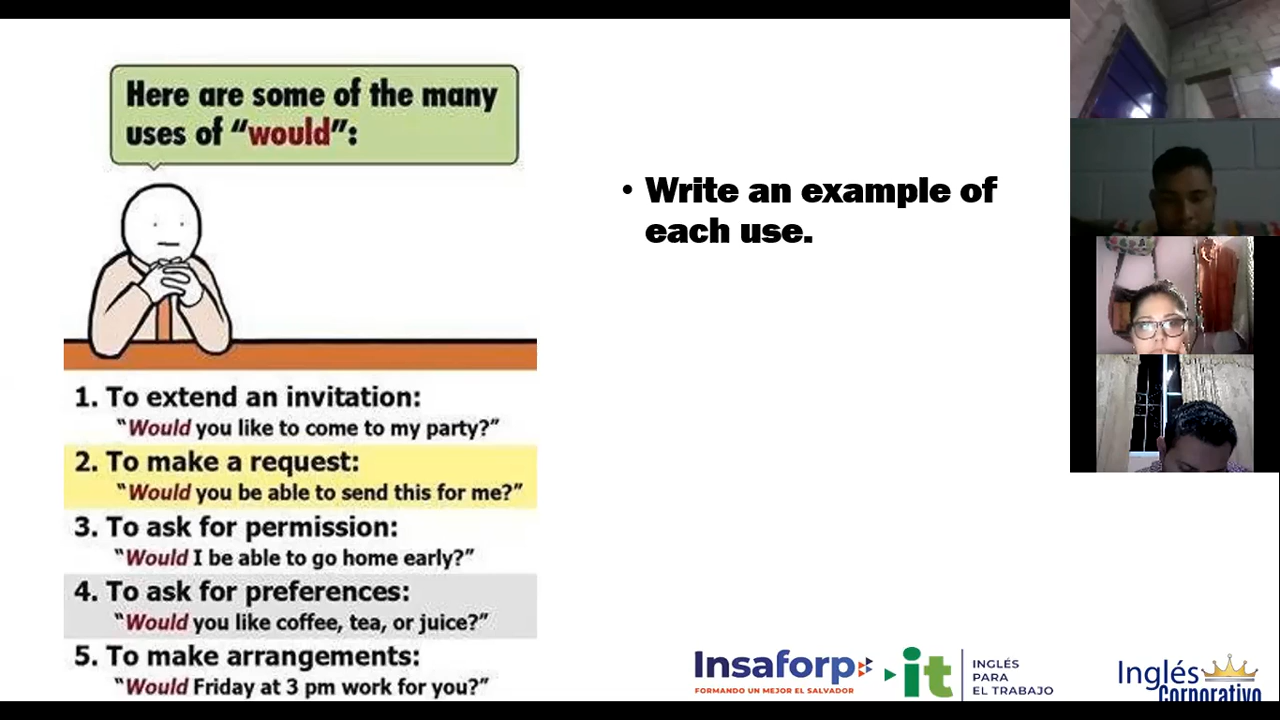 Here are some of the many
uses of "would":
• Write an example of
each use.
1. To extend an invitation:
"Would you like to come to my party?"
2. To make a request:
"Would you be able to send this for me?"
3. To ask for permission:
"Would I be able to go home early?"
4. To ask for preferences:
"Would you like coffee, tea, or juice?"
5. To make arrangements:
"Would Friday at 3 pm work for you?"
Insaforp
FORMANDO UN MEJOR EL SALVADOR
it
INGLÉS
PARA
EL TRABAJO
Inglés
Corporativo